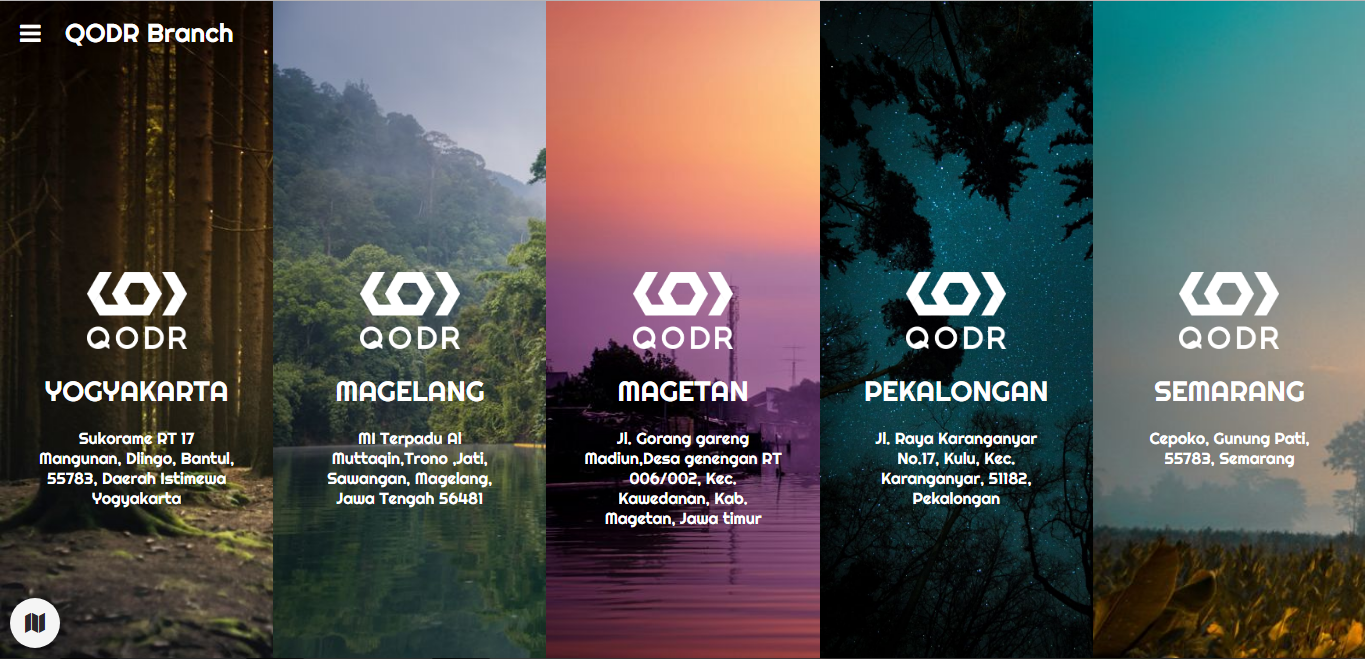 QODR Branch
QODR
YOGYAKARTA
Sukorame RT 17
Mangunan, Dlingo, Bantul,
55783, Daerah Istimewa
Yogyakarta
QODR
MAGELANG
MI Terpadu Al
Muttaqin,Trono ,Jati,
Sawangan, Magelang,
Jawa Tengah 56481
QODR
MAGETAN
Jl. Gorang gareng
Madiun,Desa genengan RT
006/002, Kec.
Kawedanan, Kab.
Magetan, Jawa timur
QODR
PEKALONGAN
Jl. Raya Karanganyar
No.17, Kulu, Kec.
Karanganyar, 51182,
Pekalongan
QODR
SEMARANG
Cepoko, Gunung Pati,
55783, Semarang